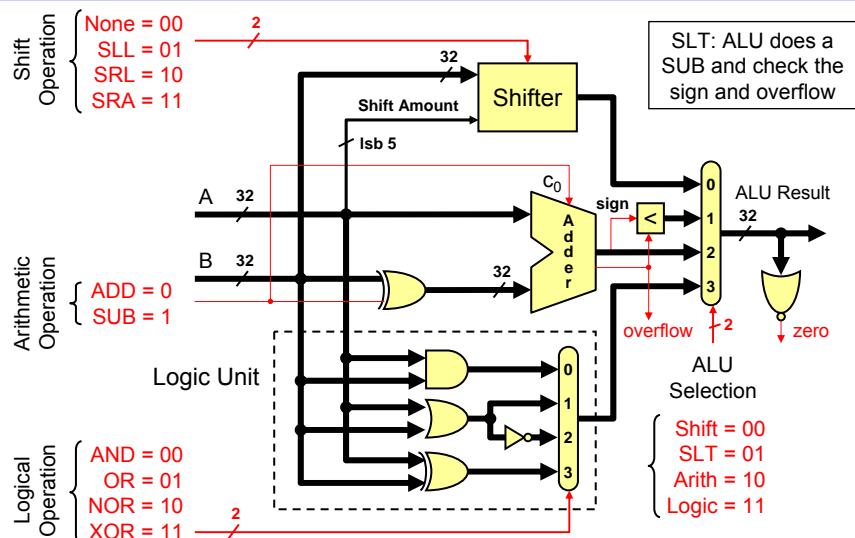 Shift Operation
None = 00
SLL = 01
SRL = 10
SRA = 11
2
32
Shifter
Shift Amount
lsb 5
SLT: ALU does a
SUB and check the
sign and overflow
A
32
c0
Adder
sign
<
0
1
2
3
ALU Result
32
B
32
32
Arithmetic Operation
ADD = 0
SUB = 1
overflow
2
zero
Logic Unit
0
1
2
3
ALU
Selection
Shift = 00
SLT = 01
Arith = 10
Logic = 11
Logical Operation
AND = 00
OR = 01
NOR = 10
XOR = 11
2